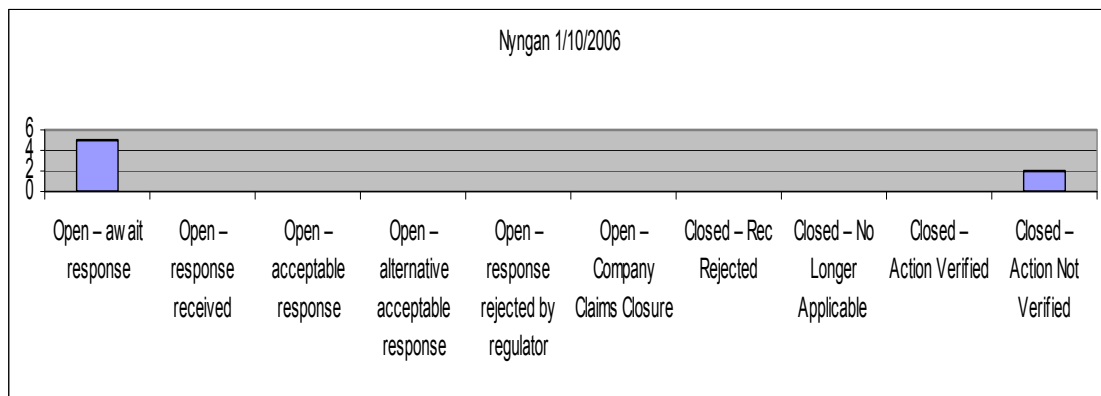 Nyngan 1/10/2006
6
4
2
0
Open – await
response
Open –
response
received
Open –
acceptable
response
Open –
alternative
acceptable
response
Open –
response
rejected by
regulator
Open –
Company
Claims Closure
Closed – Rec
Rejected
Closed – No
Longer
Applicable
Closed –
Action Verified
Closed –
Action Not
Verified